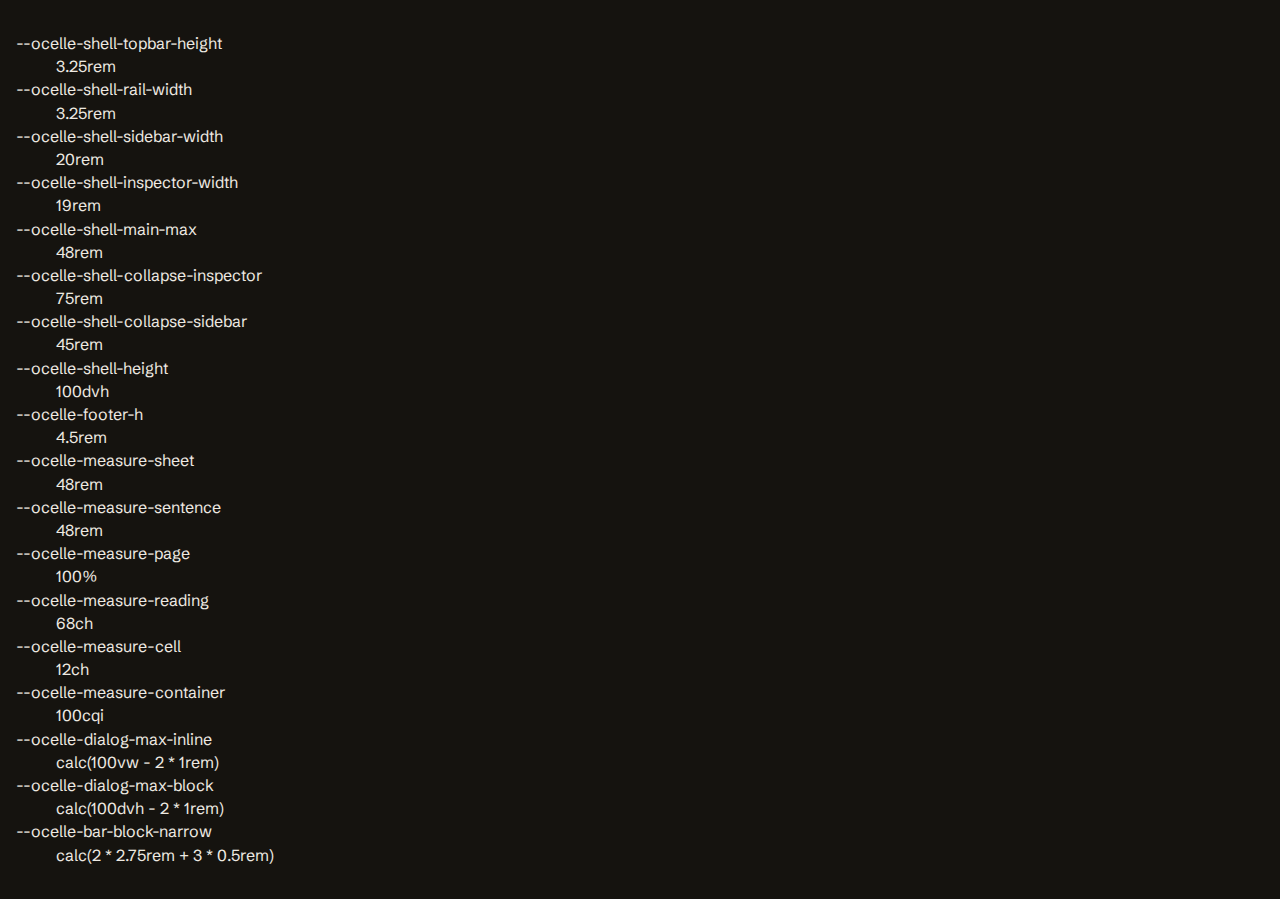 --ocelle-shell-topbar-height
3.25rem
--ocelle-shell-rail-width
3.25rem
--ocelle-shell-sidebar-width
20rem
--ocelle-shell-inspector-width
19rem
--ocelle-shell-main-max
48rem
--ocelle-shell-collapse-inspector
75rem
--ocelle-shell-collapse-sidebar
45rem
--ocelle-shell-height
100dvh
--ocelle-footer-h
4.5rem
--ocelle-measure-sheet
48rem
--ocelle-measure-sentence
48rem
--ocelle-measure-page
100%
--ocelle-measure-reading
68ch
--ocelle-measure-cell
12ch
--ocelle-measure-container
100cqi
--ocelle-dialog-max-inline
calc(100vw - 2 * 1rem)
--ocelle-dialog-max-block
calc(100dvh - 2 * 1rem)
--ocelle-bar-block-narrow
calc(2 * 2.75rem + 3 * 0.5rem)